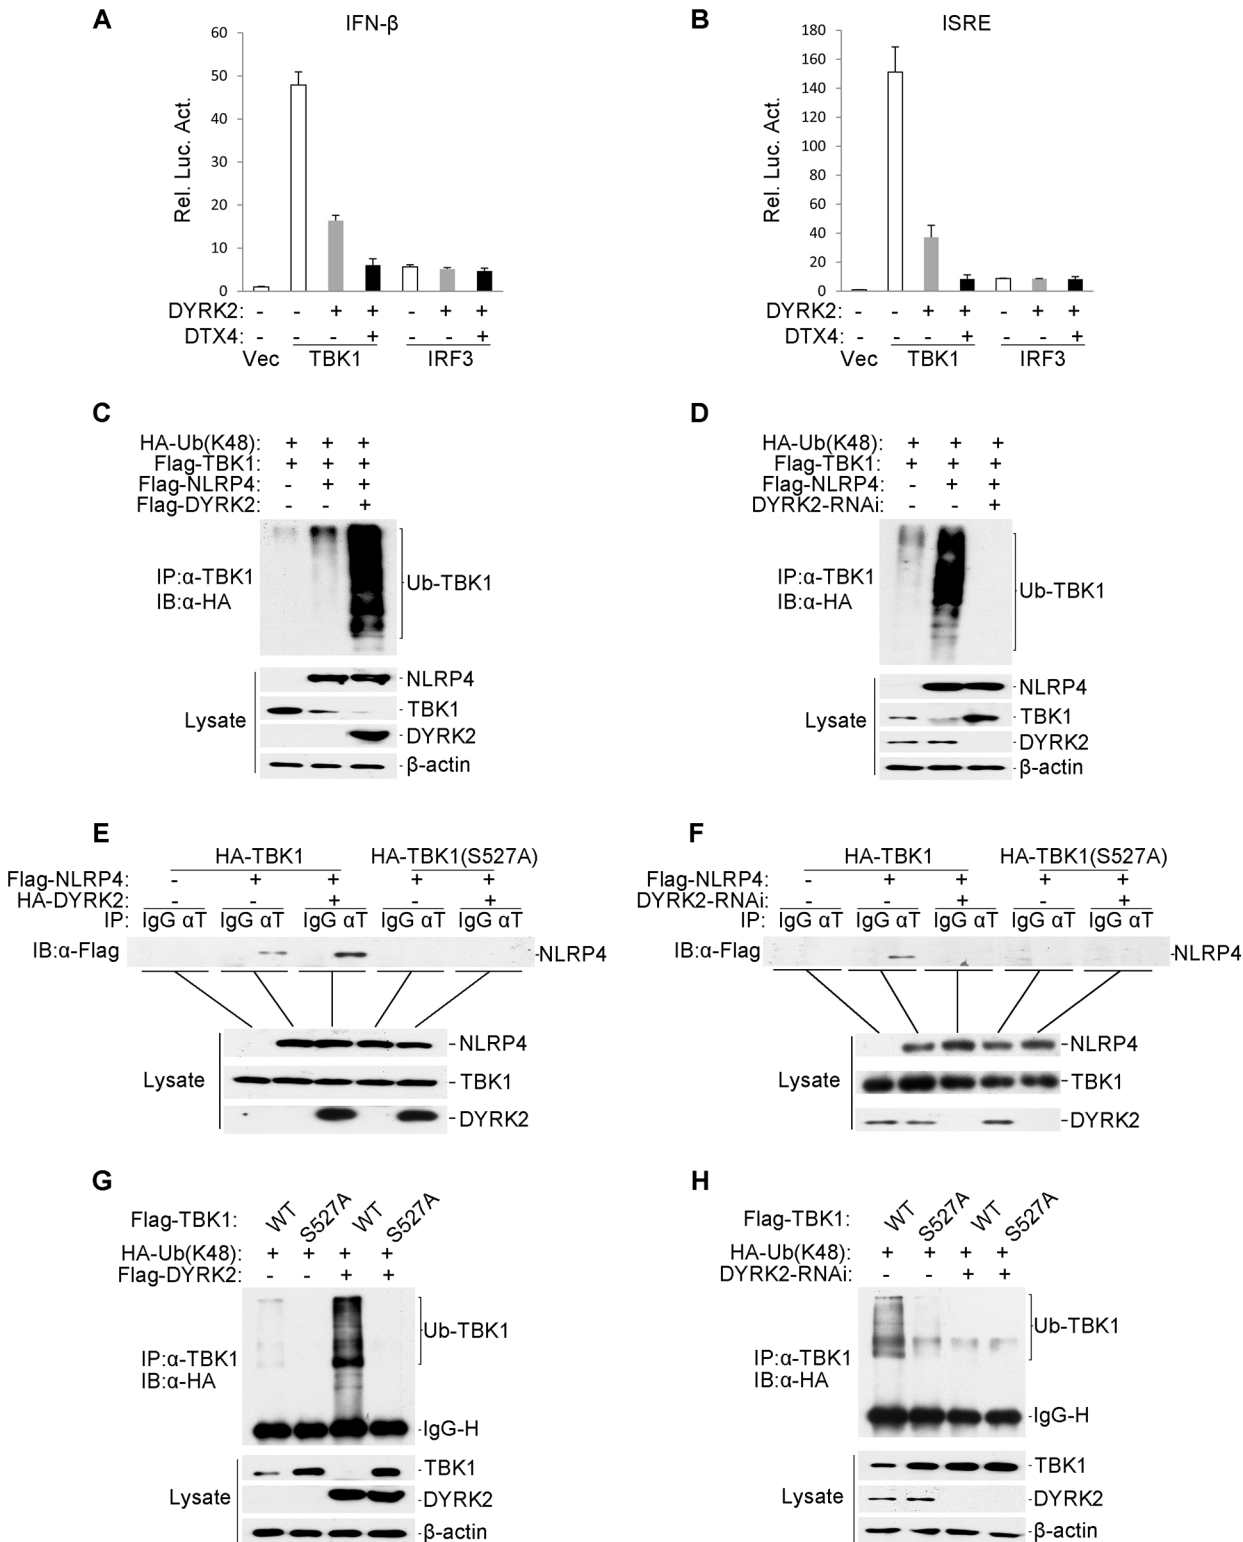 A
IFN-β
Rel. Luc. Act.
60
50
40
30
20
10
0
DYRK2: - - + + - + +
DTX4: - - - + - - +
Vec TBK1 IRF3
B
ISRE
Rel. Luc. Act.
180
160
140
120
100
80
60
40
20
0
DYRK2: - - + + - + +
DTX4: - - - + - - +
Vec TBK1 IRF3
C
HA-Ub(K48): + + +
Flag-TBK1: + + +
Flag-NLRP4: - + +
Flag-DYRK2: - - +
IP:α-TBK1
IB:α-HA
Ub-TBK1
Lysate
-NLRP4
-TBK1
-DYRK2
-β-actin
D
HA-Ub(K48): + + +
Flag-TBK1: + + +
Flag-NLRP4: - + +
DYRK2-RNAi: - - +
IP:α-TBK1
IB:α-HA
Ub-TBK1
Lysate
-NLRP4
-TBK1
-DYRK2
-β-actin
E
HA-TBK1 HA-TBK1(S527A)
Flag-NLRP4: - + + + +
HA-DYRK2: - - + - +
IP: IgG αT IgG αT IgG αT IgG αT IgG αT
IB:α-Flag -NLRP4
Lysate
-NLRP4
-TBK1
-DYRK2
F
HA-TBK1 HA-TBK1(S527A)
Flag-NLRP4: - + + + +
DYRK2-RNAi: - - + - +
IP: IgG αT IgG αT IgG αT IgG αT IgG αT
IB:α-Flag -NLRP4
Lysate
-NLRP4
-TBK1
-DYRK2
G
Flag-TBK1: WT S527A WT S527A
HA-Ub(K48): + + + +
Flag-DYRK2: - - + +
IP:α-TBK1
IB:α-HA
Ub-TBK1
-IgG-H
Lysate
-TBK1
-DYRK2
-β-actin
H
Flag-TBK1: WT S527A WT S527A
HA-Ub(K48): + + + +
DYRK2-RNAi: - - + +
IP:α-TBK1
IB:α-HA
Ub-TBK1
-IgG-H
Lysate
-TBK1
-DYRK2
-β-actin